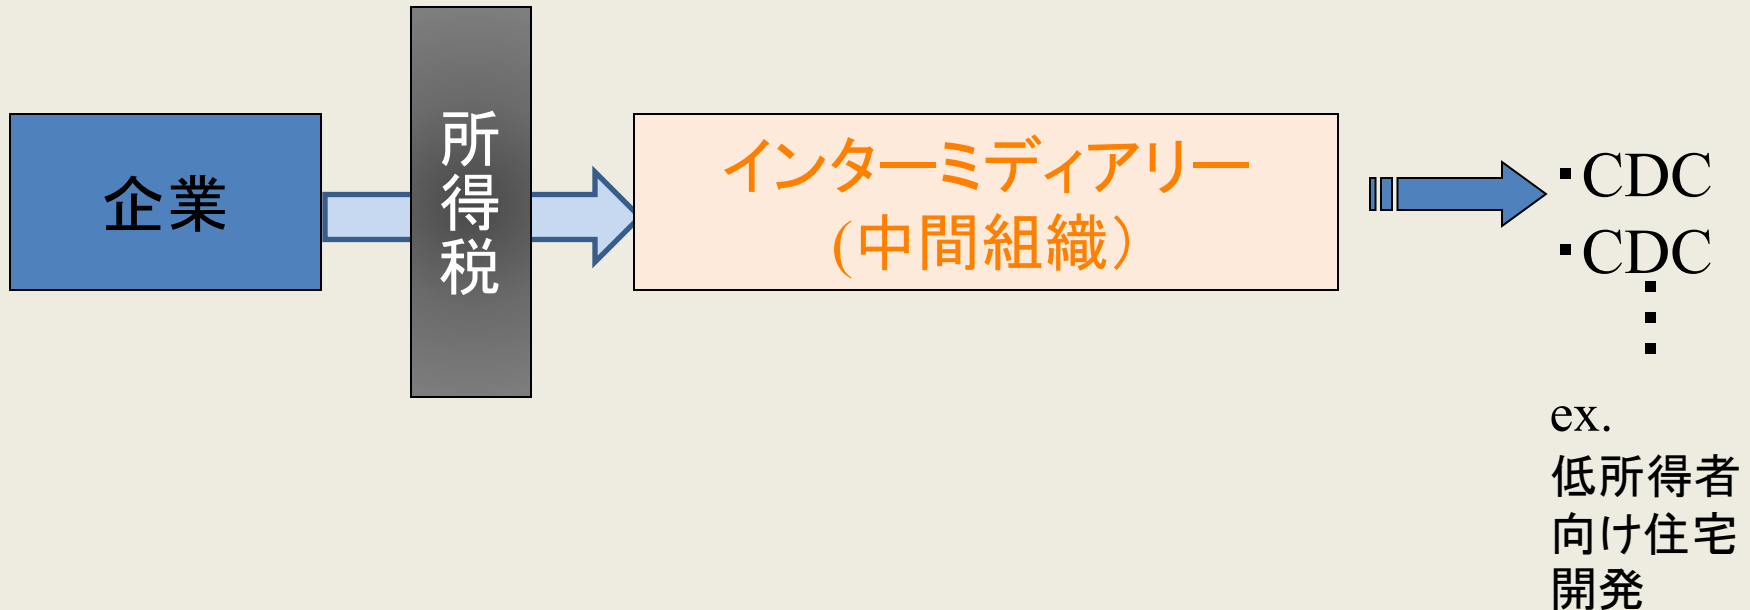 企業
所得税
インターミディアリー
(中間組織）
・CDC
・CDC
・・・
ex.
低所得者
向け住宅
開発